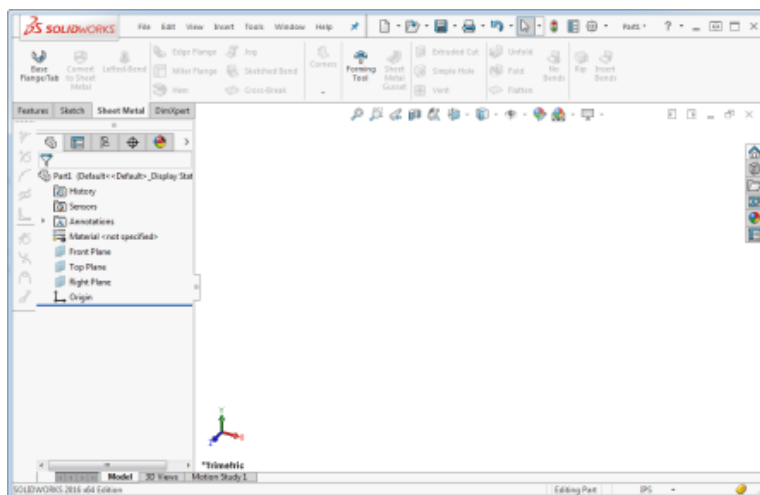 SOLIDWORKS File Edit View Insert Tools Window Help Part1 * ?
Base Flange/Tab
Convert to Sheet Metal
Lofted-Bend
Edge Flange
Miter Flange
Hem
Jog
Sketched Bend
Cross-Break
Corners
Forming Tool
Sheet Metal Gusset
Extruded Cut
Simple Hole
Vent
Unfold
Fold
Flatten
No Bends
Rip
Insert Bends
Features Sketch Sheet Metal DimXpert
Part1 (Default<<Default>_Display Stat
History
Sensors
Annotations
Material <not specified>
Front Plane
Top Plane
Right Plane
Origin
*Trimetric
Model 3D Views Motion Study 1
SOLIDWORKS 2016 x64 Edition Editing Part IPS